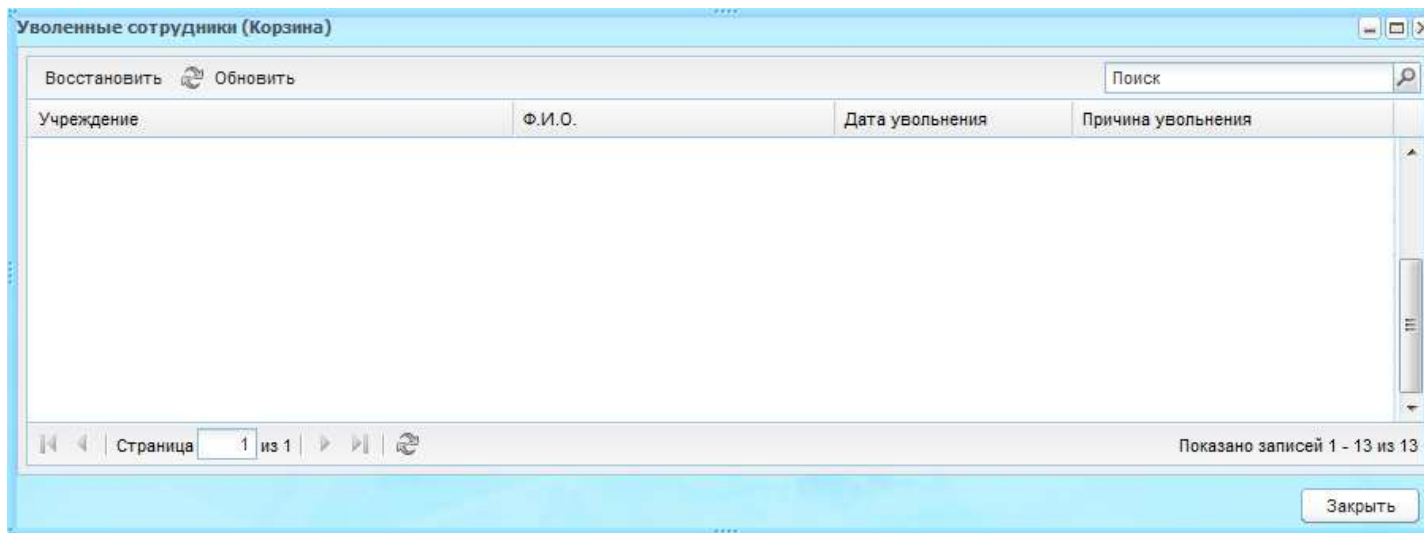 Уволенные сотрудники (Корзина)
Восстановить Обновить Поиск
Учреждение Ф.И.О. Дата увольнения Причина увольнения
Страница 1 из 1 Показано записей 1 - 13 из 13
Закрыть